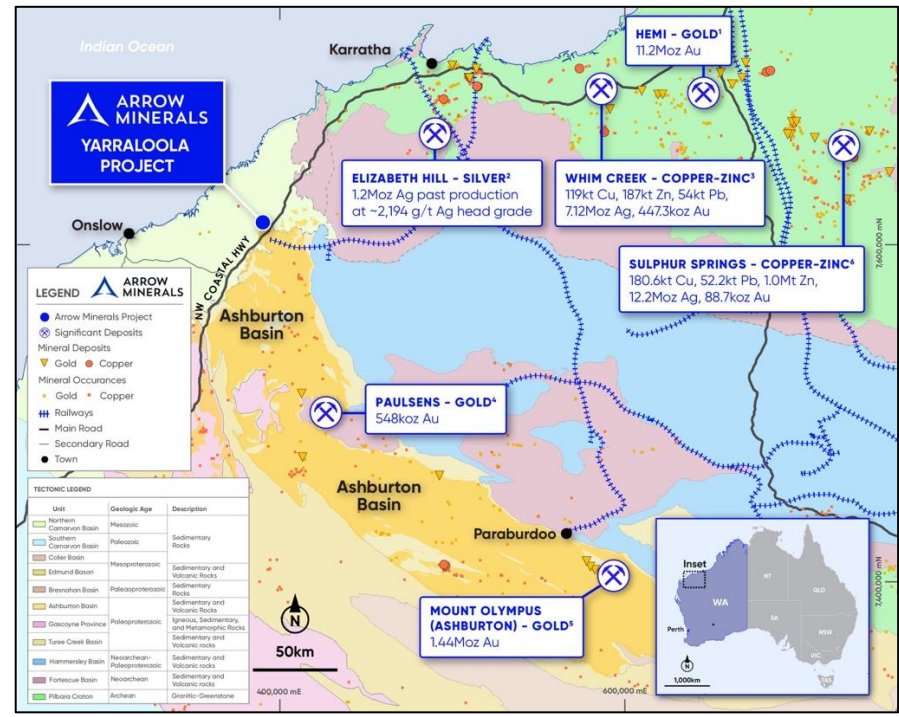 Indian Ocean
Karratha
HEMI - GOLD¹
11.2Moz Au
ARROW
MINERALS
YARRALOOLA
PROJECT
ELIZABETH HILL - SILVER²
1.2Moz Ag past production
at ~2,194 g/t Ag head grade
WHIM CREEK - COPPER-ZINC³
119kt Cu, 187kt Zn, 54kt Pb,
7.12Moz Ag, 447.3koz Au
Onslow
NW COASTAL HWY
7,600,000 mN
SULPHUR SPRINGS - COPPER-ZINC⁶
180.6kt Cu, 52.2kt Pb, 1.0Mt Zn,
12.2Moz Ag, 88.7koz Au
LEGEND
ARROW
MINERALS
Arrow Minerals Project
Significant Deposits
Mineral Deposits
Gold Copper
Mineral Occurances
Gold Copper
Railways
Main Road
Secondary Road
Town
Ashburton
Basin
PAULSENS - GOLD⁴
548koz Au
Ashburton
Basin
Paraburdoo
MOUNT OLYMPUS
(ASHBURTON) - GOLD⁵
1.44Moz Au
7,400,000 mN
TECTONIC LEGEND
Unit Geologic Age Description
Northern
Carnarvon Basin
Mesozoic
Southern
Carnarvon Basin
Paleozoic
Sedimentary
Rocks
Collier Basin
Mesoproterozoic
Edmund Bason
Sedimentary and
Volcanic Rocks
Bresnahan Basin
Paleaoproterozoic
Sedimentary
Rocks
Ashburton Basin
Sedimentary and
Volcanic Rocks
Gascoyne Province
Paleoproterozoic
Igneous, Sedimentary,
and Metamorphic Rocks
Turee Creek Basin
Sedimentary and
Volcanic rocks
Hammersley Basin
Neoarchean-
Paleoproterozoic
Sedimentary and
Volcanic Rocks
Fortescue Basin
Neoarchean
Sedimentary and
Volcanic rocks
Pilbara Craton
Archean
Granitic-Greenstone
N
50km
400,000 mE
600,000 mE
Inset
WA
NT
QLD
SA
NSW
VIC
TAS
Perth
N
1,000km